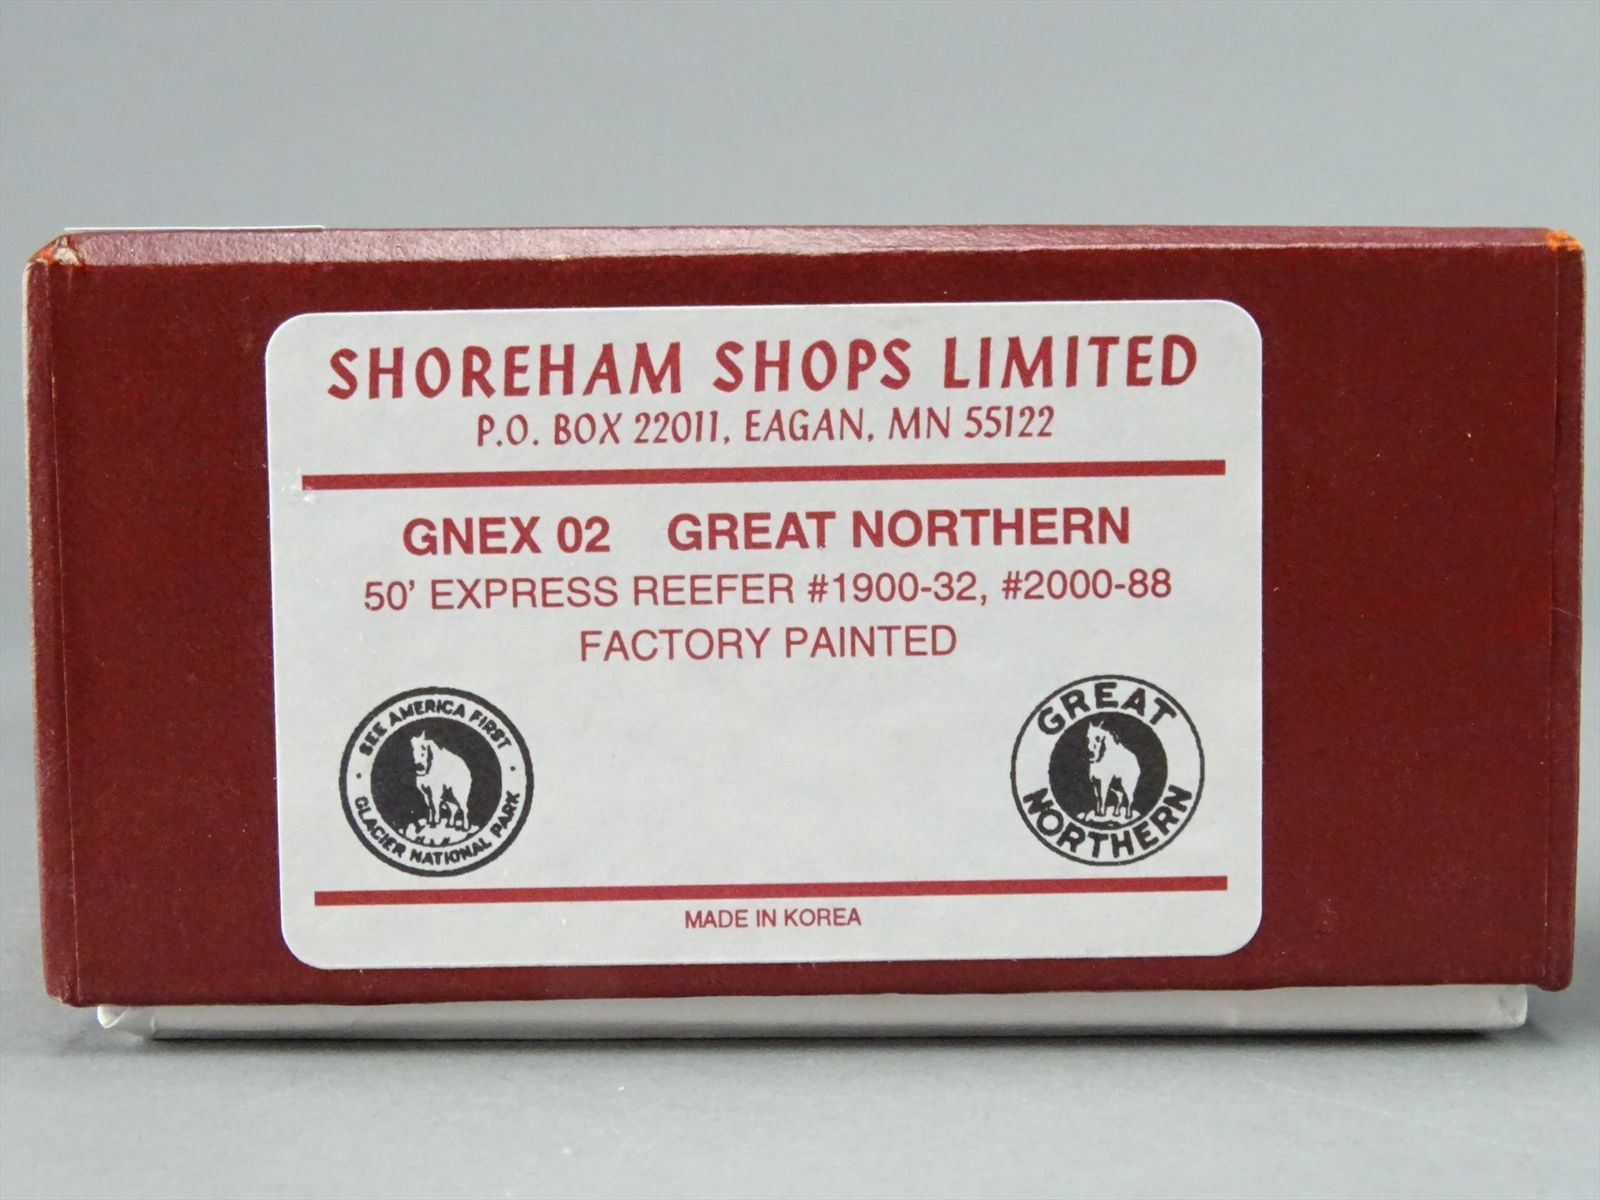 SHOREHAM SHOPS LIMITED
P.O. BOX 22011, EAGAN, MN 55122
GNEX 02 GREAT NORTHERN
50' EXPRESS REEFER #1900-32, #2000-88
FACTORY PAINTED
SEE AMERICA FIRST
GLACIER NATIONAL PARK
GREAT
NORTHERN
MADE IN KOREA